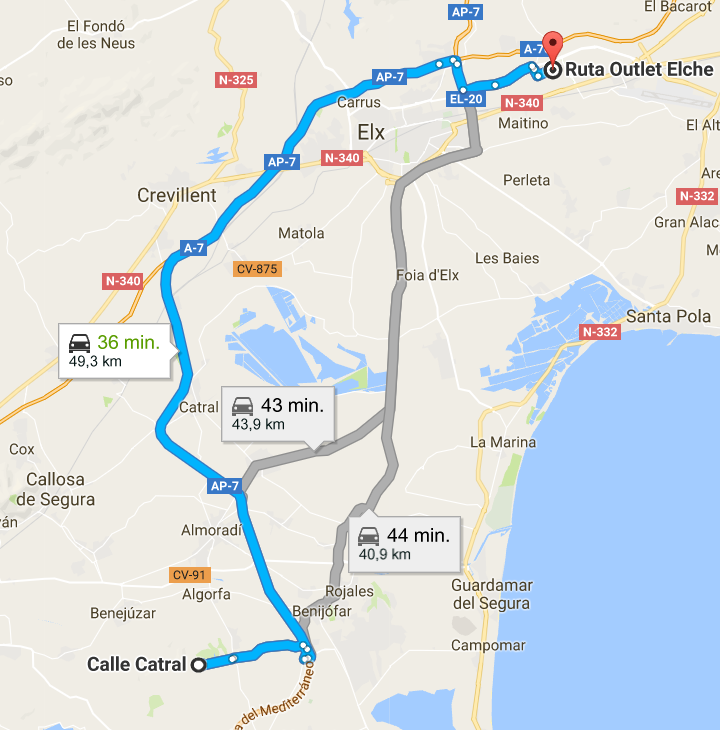 AP-7
El Bacarot
El Fondó
de les Neus
A-7
Ruta Outlet Elche
N-325
AP-7
EL-20
N-340
Carrus
Maitino
El Alt
Elx
AP-7
N-340
Perleta
Are
Crevillent
N-332
Gran Alac
Matola
A-7
M
Les Baies
CV-875
Foia d'Elx
N-340
Santa Pola
N-332
36 min.
49,3 km
Catral
43 min.
43,9 km
La Marina
Cox
Callosa
de Segura
AP-7
ván
Almoradí
44 min.
40,9 km
CV-91
Algorfa
Rojales
Guardamar
del Segura
Benejúzar
Benijófar
Campomar
Calle Catral
a del Mediterráneo